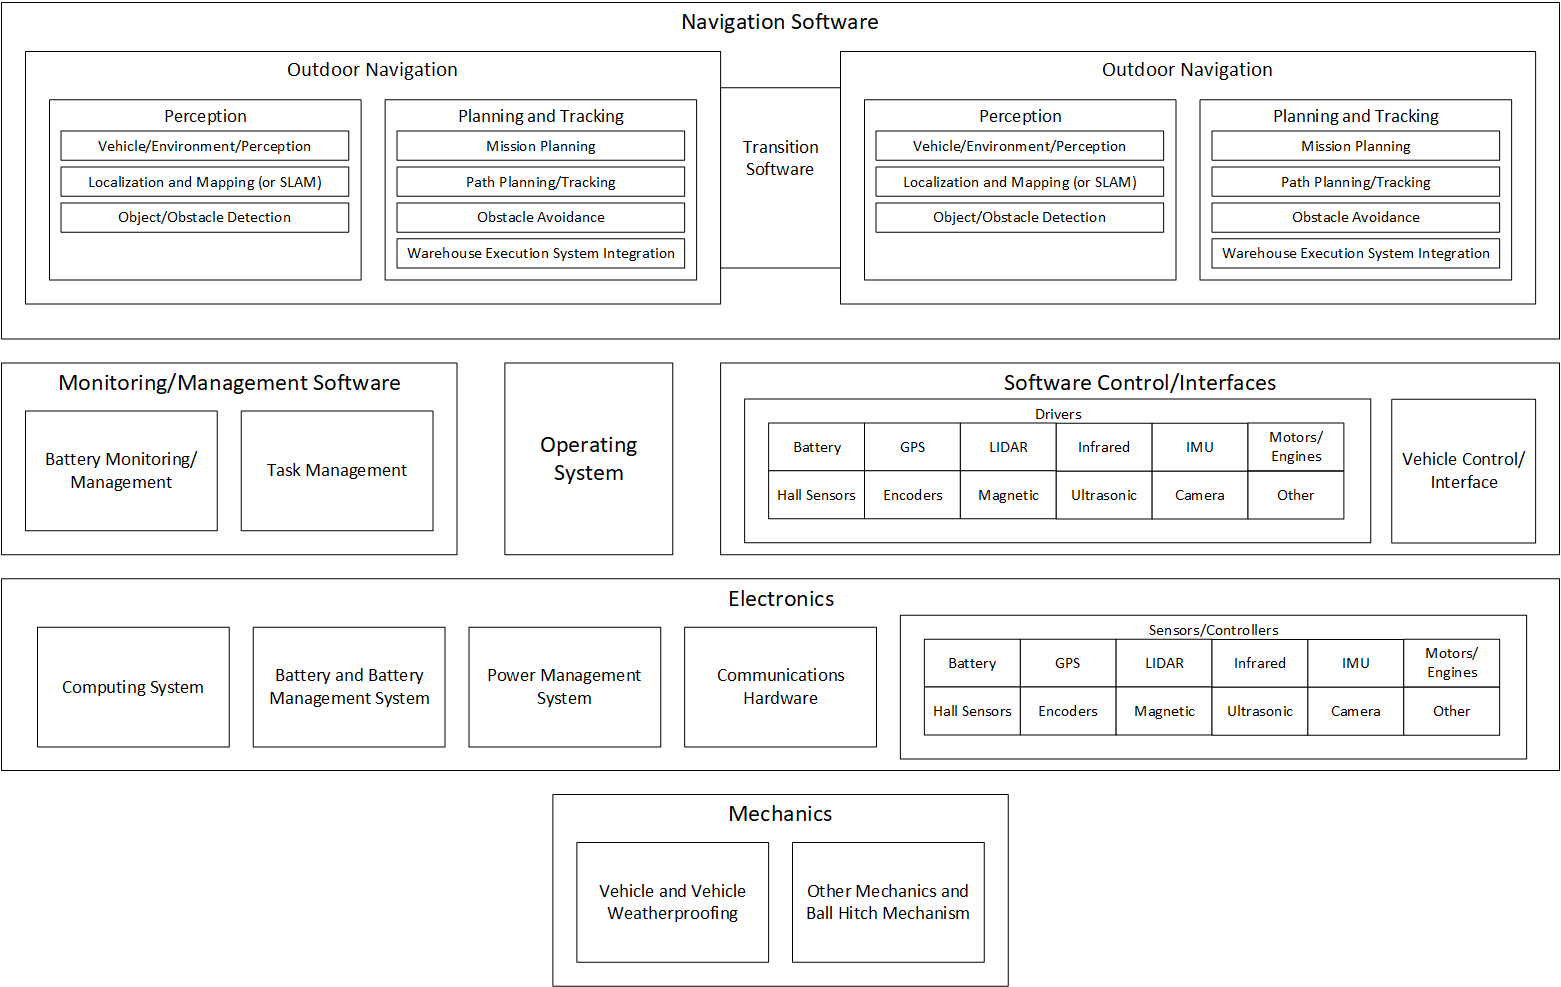 Navigation Software
Outdoor Navigation
Perception
Vehicle/Environment/Perception
Localization and Mapping (or SLAM)
Object/Obstacle Detection
Planning and Tracking
Mission Planning
Path Planning/Tracking
Obstacle Avoidance
Warehouse Execution System Integration
Transition
Software
Outdoor Navigation
Perception
Vehicle/Environment/Perception
Localization and Mapping (or SLAM)
Object/Obstacle Detection
Planning and Tracking
Mission Planning
Path Planning/Tracking
Obstacle Avoidance
Warehouse Execution System Integration
Monitoring/Management Software
Battery Monitoring/
Management
Task Management
Operating
System
Software Control/Interfaces
Drivers
Battery
GPS
LIDAR
Infrared
IMU
Motors/
Engines
Hall Sensors
Encoders
Magnetic
Ultrasonic
Camera
Other
Vehicle Control/
Interface
Electronics
Computing System
Battery and Battery
Management System
Power Management
System
Communications
Hardware
Sensors/Controllers
Battery
GPS
LIDAR
Infrared
IMU
Motors/
Engines
Hall Sensors
Encoders
Magnetic
Ultrasonic
Camera
Other
Mechanics
Vehicle and Vehicle
Weatherproofing
Other Mechanics and
Ball Hitch Mechanism